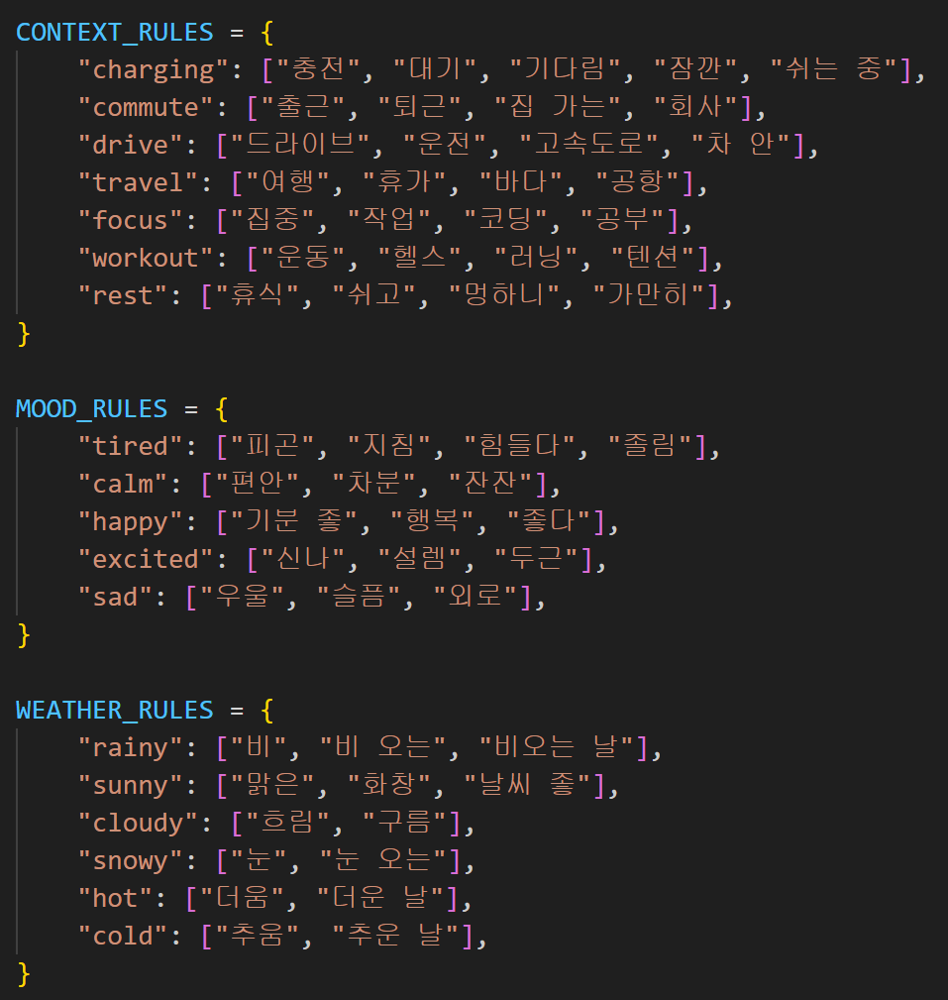 CONTEXT_RULES = {
    "charging": ["충전", "대기", "기다림", "잠깐", "쉬는 중"],
    "commute": ["출근", "퇴근", "집 가는", "회사"],
    "drive": ["드라이브", "운전", "고속도로", "차 안"],
    "travel": ["여행", "휴가", "바다", "공항"],
    "focus": ["집중", "작업", "코딩", "공부"],
    "workout": ["운동", "헬스", "러닝", "텐션"],
    "rest": ["휴식", "쉬고", "멍하니", "가만히"],
}

MOOD_RULES = {
    "tired": ["피곤", "지침", "힘들다", "졸림"],
    "calm": ["편안", "차분", "잔잔"],
    "happy": ["기분 좋", "행복", "좋다"],
    "excited": ["신나", "설렘", "두근"],
    "sad": ["우울", "슬픔", "외로"],
}

WEATHER_RULES = {
    "rainy": ["비", "비 오는", "비오는 날"],
    "sunny": ["맑은", "화창", "날씨 좋"],
    "cloudy": ["흐림", "구름"],
    "snowy": ["눈", "눈 오는"],
    "hot": ["더움", "더운 날"],
    "cold": ["추움", "추운 날"],
}